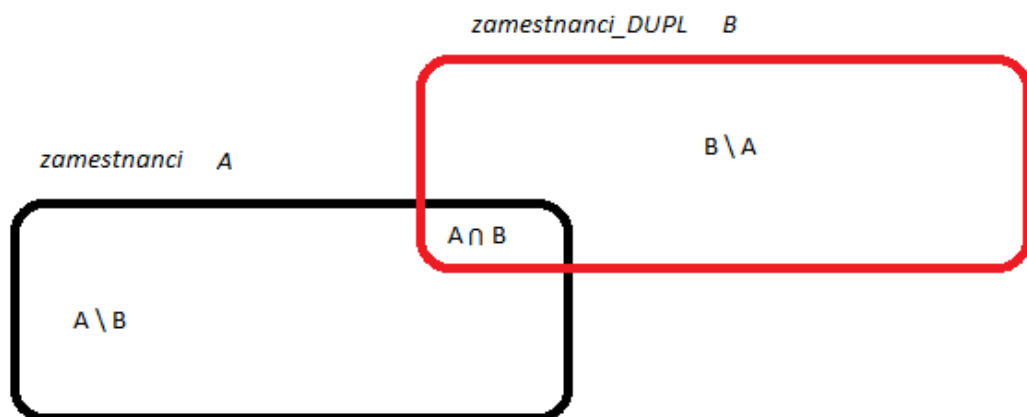 zamestnanci_DUPL B
B \ A
zamestnanci A
A ∩ B
A \ B